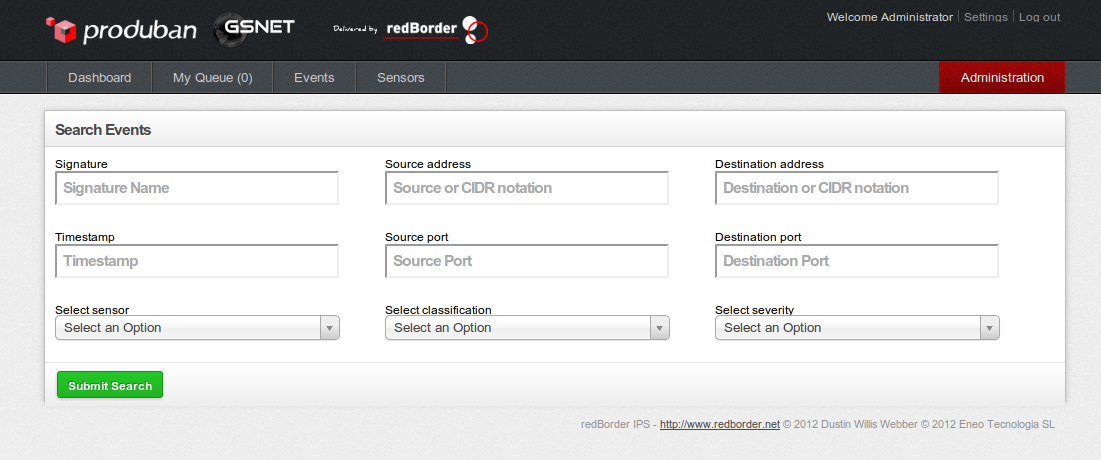 produban GSNET Delivered by redBorder
Welcome Administrator Settings Log out
Dashboard My Queue (0) Events Sensors Administration
Search Events
Signature Source address Destination address
Signature Name Source or CIDR notation Destination or CIDR notation
Timestamp Source port Destination port
Timestamp Source Port Destination Port
Select sensor Select classification Select severity
Select an Option Select an Option Select an Option
Submit Search
redBorder IPS - http://www.redborder.net © 2012 Dustin Willis Webber © 2012 Eneo Tecnologia SL